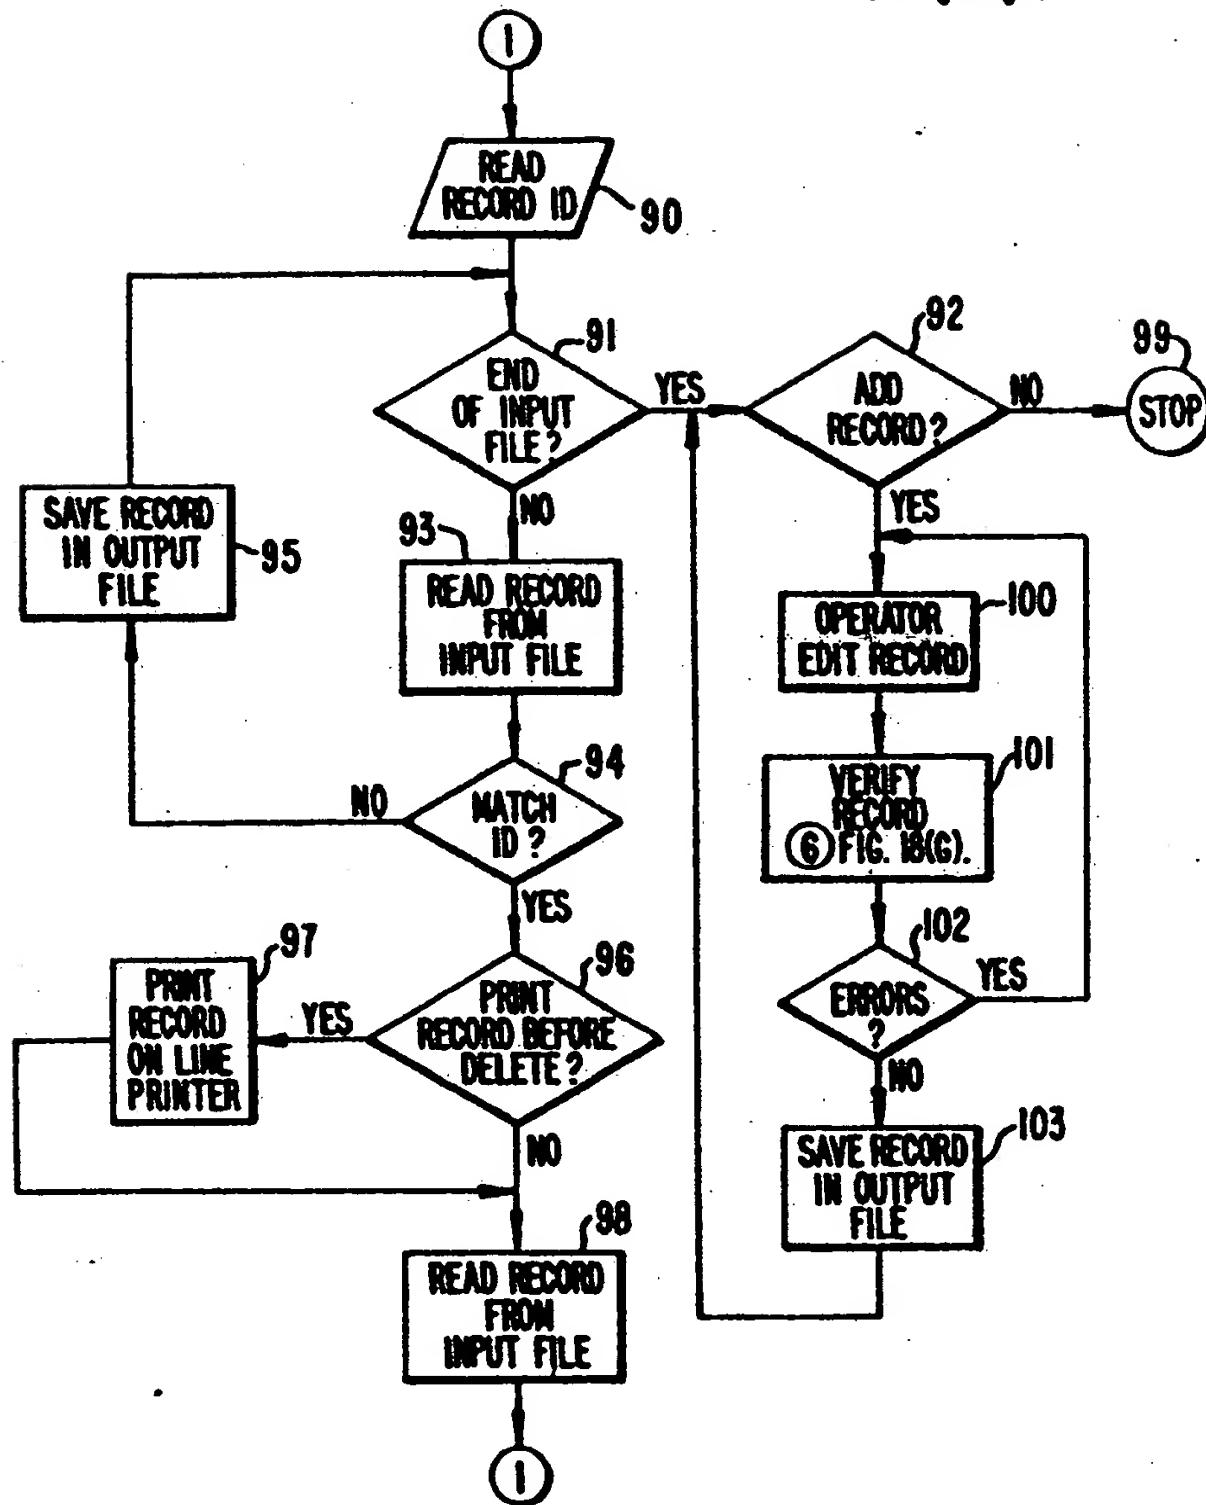 1
READ
RECORD ID
90
91
END
OF INPUT
FILE?
YES
NO
92
ADD
RECORD?
NO
YES
99
STOP
SAVE RECORD
IN OUTPUT
FILE
95
93
READ RECORD
FROM
INPUT FILE
100
OPERATOR
EDIT RECORD
94
MATCH
ID?
NO
YES
101
VERIFY
RECORD
6 FIG. 18(G).
102
ERRORS
?
YES
NO
97
PRINT
RECORD
ON LINE
PRINTER
96
PRINT
RECORD BEFORE
DELETE?
YES
NO
103
SAVE RECORD
IN OUTPUT
FILE
98
READ RECORD
FROM
INPUT FILE
1